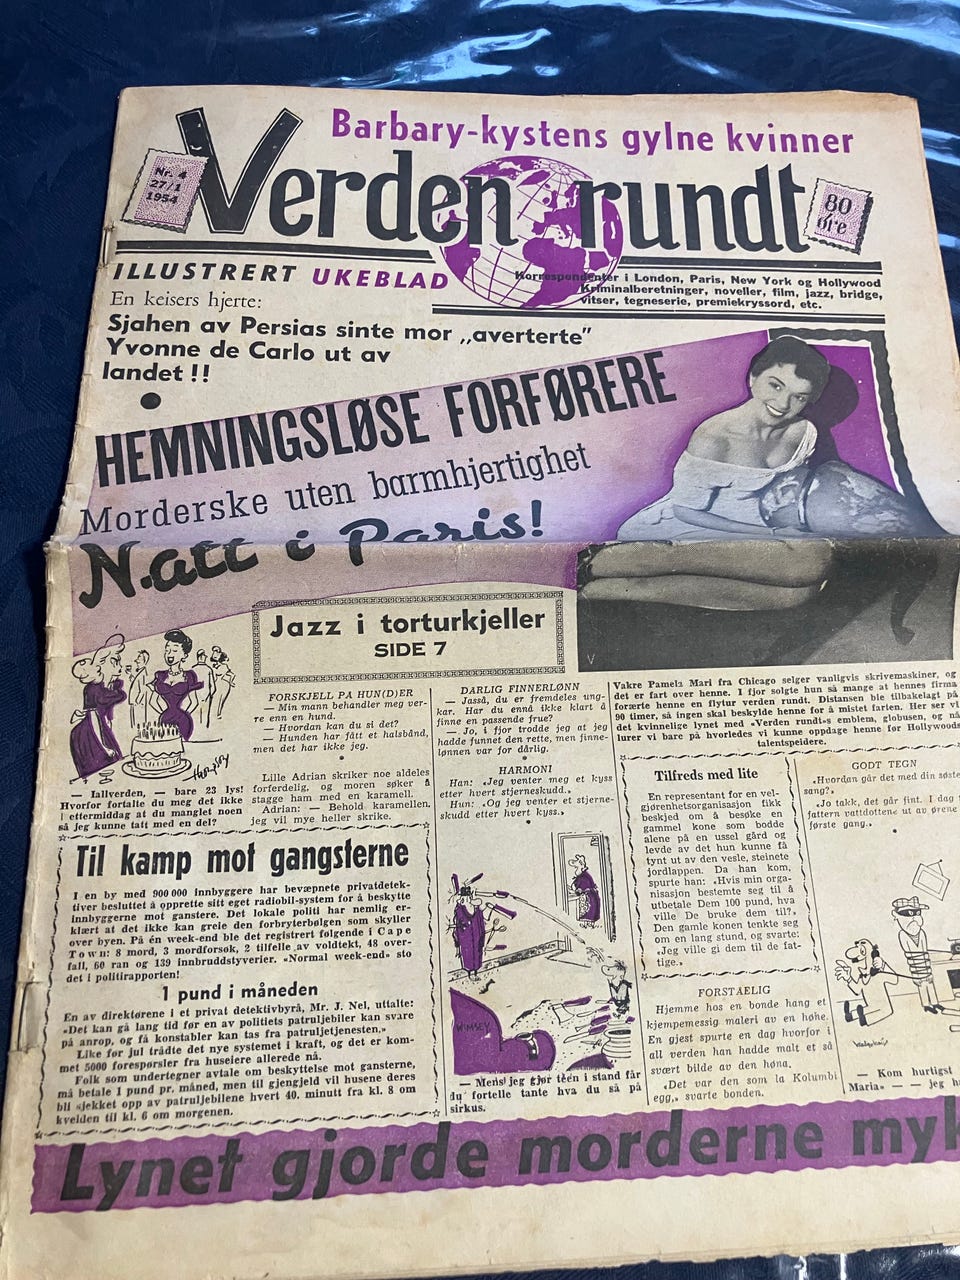 Barbary-kystens gylne kvinner
Nr. 4
27/1
1954
Verden rundt
80
øre
ILLUSTRERT UKEBLAD
Korrespondenter i London, Paris, New York og Hollywood
Kriminalberetninger, noveller, film, jazz, bridge,
vitser, tegneserie, premiekryssord, etc.
En keisers hjerte:
Sjahen av Persias sinte mor „averterte”
Yvonne de Carlo ut av
landet !!
HEMNINGSLØSE FORFØRERE
Morderske uten barmhjertighet
Natt i Paris!
Jazz i torturkjeller
SIDE 7
V
— Iallverden, — bare 23 lys!
Hvorfor fortalte du meg det ikke
i ettermiddag at du manglet noen
så jeg kunne tatt med en del?
FORSKJELL PÅ HUN(D)ER
— Min mann behandler meg ver-
re enn en hund.
— Hvordan kan du si det?
— Hunden har fått et halsbånd,
men det har ikke jeg.
Lille Adrian skriker noe aldeles
forferdelig, og moren søker å
stagge ham med en karamell.
Adrian: — Behold karamellen,
jeg vil mye heller skrike.
DÅRLIG FINNERLØNN
— Jasså, du er fremdeles ung-
kar. Har du ennå ikke klart å
finne en passende frue?
— Jo, i fjor trodde jeg at jeg
hadde funnet den rette, men finne-
lønnen var for dårlig.
HARMONI
Han: «Jeg venter meg et kyss
etter hvert stjerneskudd.»
Hun: «Og jeg venter et stjerne-
skudd etter hvert kyss.»
Vakre Pamela Mari fra Chicago selger vanligvis skrivemaskiner, og
det er fart over henne. I fjor solgte hun så mange at hennes firma
forærte henne en flytur verden rundt. Distansen ble tilbakelagt på
90 timer, så ingen skal beskylde henne for å mistet farten. Her ser vi
det kvinnelige lynet med «Verden rundt»s emblem, globusen, og nå
lurer vi bare på hvorledes vi kunne oppdage henne for Hollywoods
talentspeidere.
Til kamp mot gangsterne
I en by med 900 000 innbyggere har bevæpnete privatdetek-
tiver besluttet å opprette sitt eget radiobil-system for å beskytte
innbyggerne mot ganstere. Det lokale politi har nemlig er-
klært at det ikke kan greie den forbryterbølgen som skyller
over byen. På én week-end ble det registrert følgende i Cape
Town: 8 mord, 3 mordforsøk, 2 tilfelle av voldtekt, 48 over-
fall, 60 ran og 139 innbruddstyverier. «Normal week-end» sto
det i politirapporten!
1 pund i måneden
En av direktørene i et privat detektivbyrå, Mr. J. Nel, uttalte:
«Det kan gå lang tid før en av politiets patruljebiler kan svare
på anrop, og få konstabler kan tas fra patruljetjenesten.»
Like før jul trådte det nye systemet i kraft, og det er kom-
met 5000 forespørsler fra huseiere allerede nå.
Folk som undertegner avtale om beskyttelse mot gansterne,
må betale 1 pund pr. måned, men til gjengjeld vil husene deres
bli sjekket opp av patruljebilene hvert 40. minutt fra kl. 8 om
kvelden til kl. 6 om morgenen.
WIMSEY
— Mens jeg gjør teen i stand får
du fortelle tante hva du så på
sirkus.
Tilfreds med lite
En representant for en vel-
gjørenhetsorganisasjon fikk
beskjed om å besøke en
gammel kone som bodde
alene på en ussel gård og
levde av det hun kunne få
tynt ut av den vesle, steinete
jordlappen. Da han kom,
spurte han: «Hvis min orga-
nisasjon bestemte seg til å
utbetale Dem 100 pund, hva
ville De bruke dem til?»
Den gamle konen tenkte seg
om en lang stund, og svarte:
«Jeg ville gi dem til de fat-
tige.»
FORSTÅELIG
Hjemme hos en bonde hang et
kjempemessig maleri av en høne.
En gjest spurte en dag hvorfor i
all verden han hadde malt et så
svært bilde av den høna.
«Det var den som la Kolumbi
egg,» svarte bonden.
GODT TEGN
«Hvordan går det med din søste
sang?»
«Jo takk, det går fint. I dag
fattern vattdottene ut av ørene
første gang.»
— Kom hurtigst
Maria» — — jeg h
Lynet gjorde morderne myk